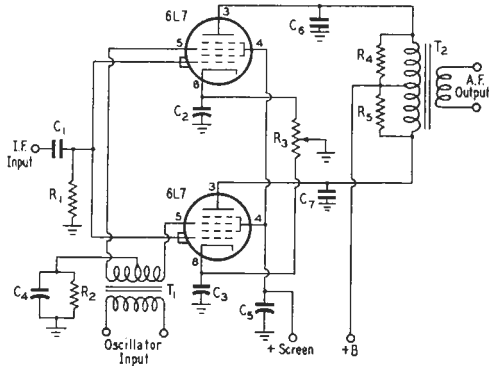 6L7
3
C6
T2
5
4
R4
8
C2
A.F.
Output
C1
R3
R5
I.F.
Input
6L7
3
C7
R1
5
4
8
C4
R2
T1
C3
C5
Oscillator
Input
+ Screen
+B